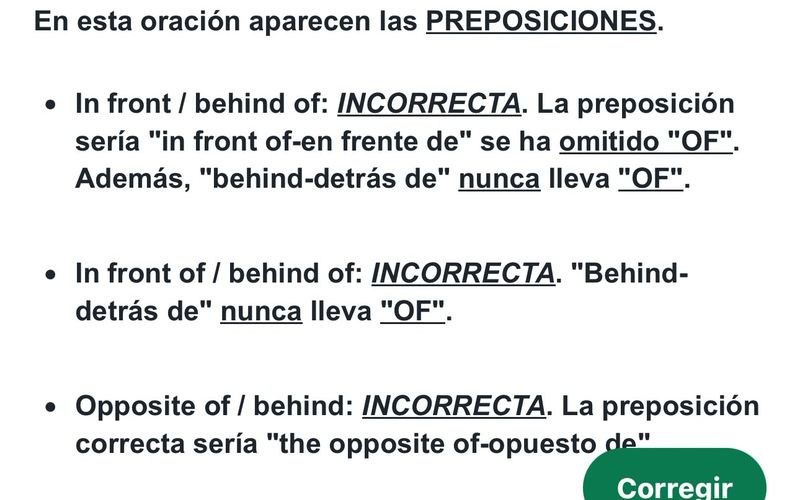 En esta oración aparecen las PREPOSICIONES.
• In front / behind of: INCORRECTA. La preposición
sería "in front of-en frente de" se ha omitido "OF".
Además, "behind-detrás de" nunca lleva "OF".
• In front of / behind of: INCORRECTA. "Behind-
detrás de" nunca lleva "OF".
• Opposite of / behind: INCORRECTA. La preposición
correcta sería "the opposite of-opuesto de"
Corregir